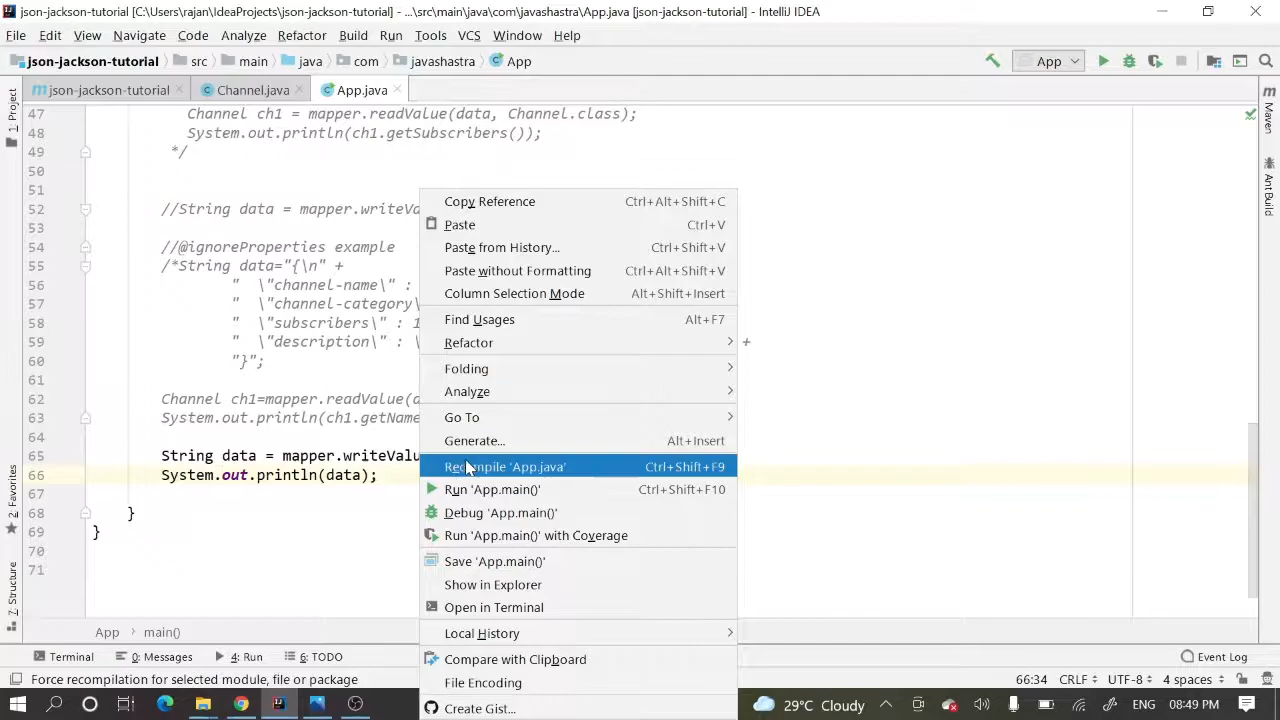 json-jackson-tutorial [C:\Users\rajan\IdeaProjects\json-jackson-tutorial] - ...\src\main\java\com\javashastra\App.java [json-jackson-tutorial] - IntelliJ IDEA
File Edit View Navigate Code Analyze Refactor Build Run Tools VCS Window Help
json-jackson-tutorial src main java com javashastra App App
json-jackson-tutorial Channel.java App.java
1: Project
2: Favorites
7: Structure
Maven
Ant Build
47 Channel ch1 = mapper.readValue(data, Channel.class);
48 System.out.println(ch1.getSubscribers());
49 */
50
51
52 //String data = mapper.writeVa
53
54 //@ignoreProperties example
55 /*String data="{\n" +
56 " \"channel-name\" :
57 " \"channel-category\
58 " \"subscribers\" : 1
59 " \"description\" : \ +
60 "}";
61
62 Channel ch1=mapper.readValue(d
63 System.out.println(ch1.getName
64
65 String data = mapper.writeValu
66 System.out.println(data);
67
68 }
69 }
70
71
Copy Reference Ctrl+Alt+Shift+C
Paste Ctrl+V
Paste from History... Ctrl+Shift+V
Paste without Formatting Ctrl+Alt+Shift+V
Column Selection Mode Alt+Shift+Insert
Find Usages Alt+F7
Refactor
Folding
Analyze
Go To
Generate... Alt+Insert
Recompile 'App.java' Ctrl+Shift+F9
Run 'App.main()' Ctrl+Shift+F10
Debug 'App.main()'
Run 'App.main()' with Coverage
Save 'App.main()'
Show in Explorer
Open in Terminal
Local History
Compare with Clipboard
File Encoding
Create Gist...
App main()
Terminal 0: Messages 4: Run 6: TODO Event Log
Force recompilation for selected module, file or package 66:34 CRLF UTF-8 4 spaces
29°C Cloudy ENG 08:49 PM